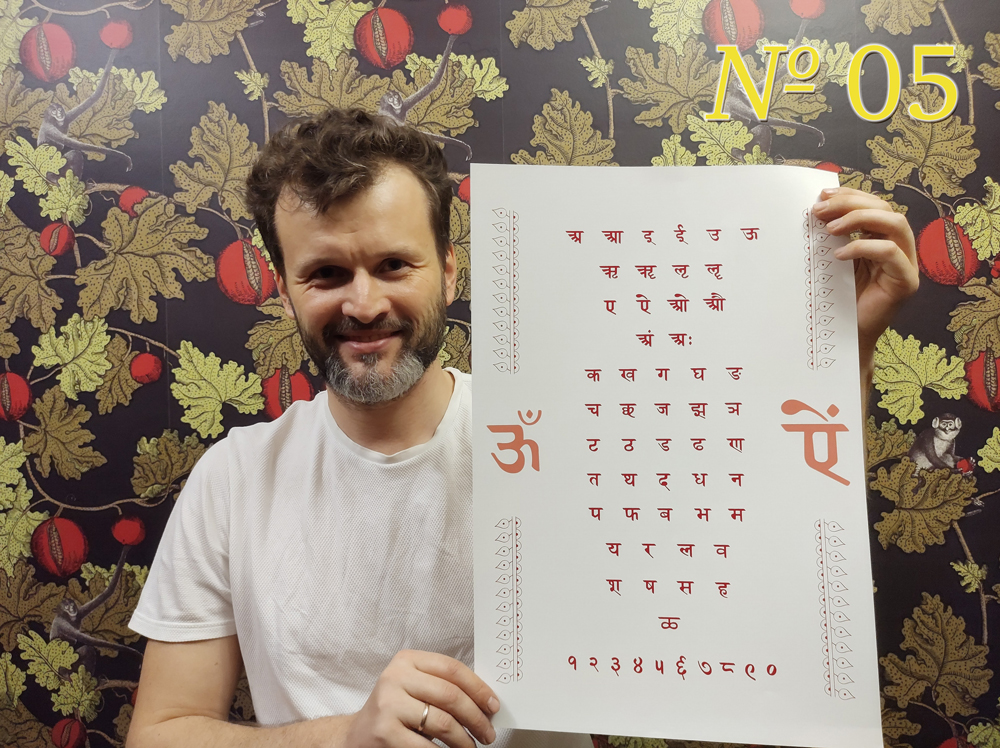 Nº 05
अ आ इ ई उ ऊ
ऋ ॠ ऌ ॡ
ए ऐ ओ औ
अं अः
क ख ग घ ङ
च छ ज झ ञ
ॐ
ऐं
ट ठ ड ढ ण
त थ द ध न
प फ ब भ म
य र ल व
श ष स ह
ळ
१ २ ३ ४ ५ ६ ७ ८ ९ ०